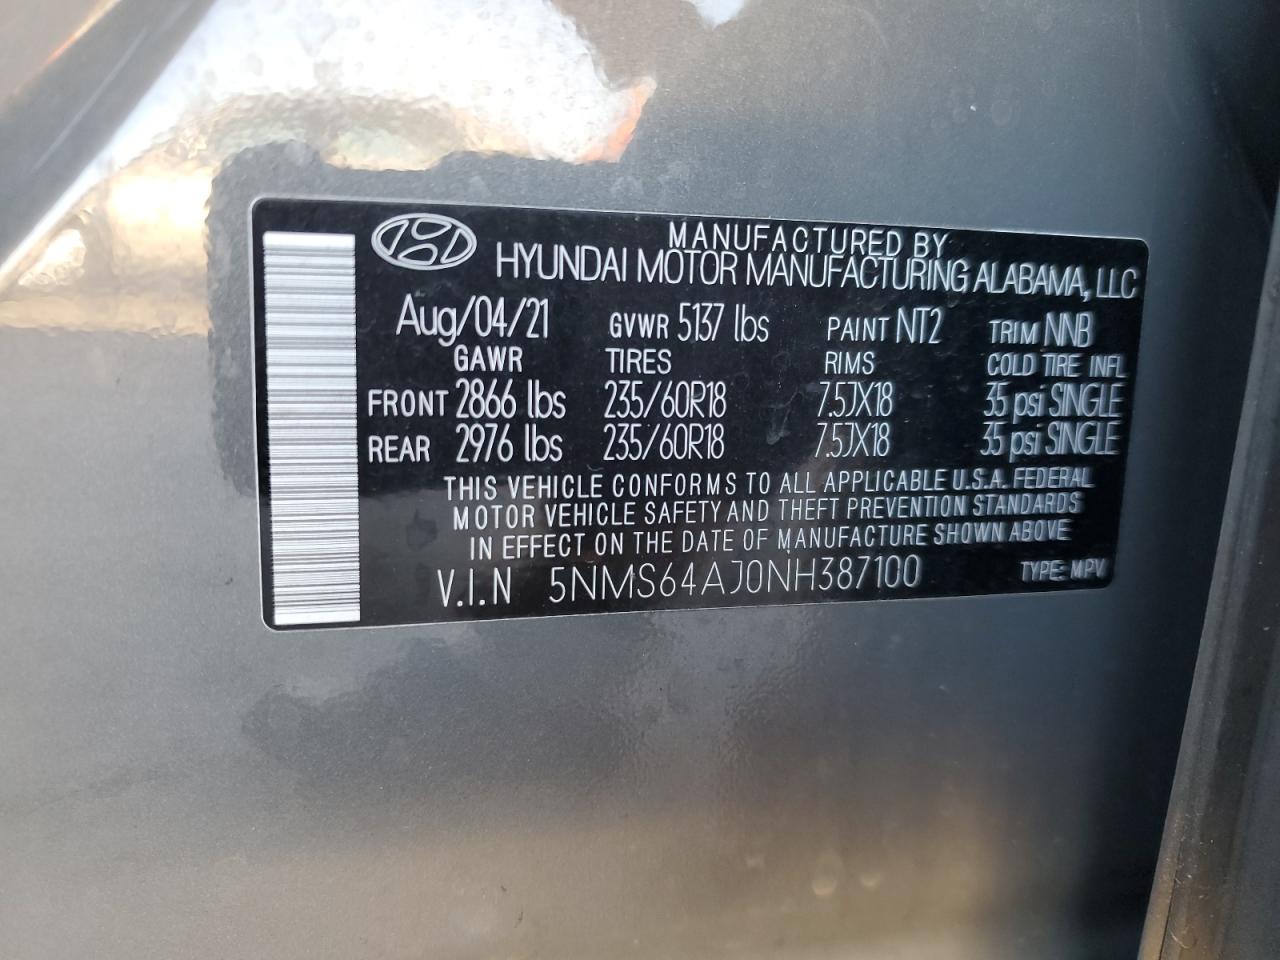 MANUFACTURED BY
HYUNDAI MOTOR MANUFACTURING ALABAMA, LLC
Aug/04/21 GVWR 5137 lbs PAINT NT2 TRIM NNB
GAWR TIRES RIMS COLD TIRE INFL
FRONT 2866 lbs 235/60R18 7.5JX18 35 psi SINGLE
REAR 2976 lbs 235/60R18 7.5JX18 35 psi SINGLE
THIS VEHICLE CONFORMS TO ALL APPLICABLE U.S.A. FEDERAL
MOTOR VEHICLE SAFETY AND THEFT PREVENTION STANDARDS
IN EFFECT ON THE DATE OF MANUFACTURE SHOWN ABOVE
V.I.N 5NMS64AJ0NH387100 TYPE: MPV